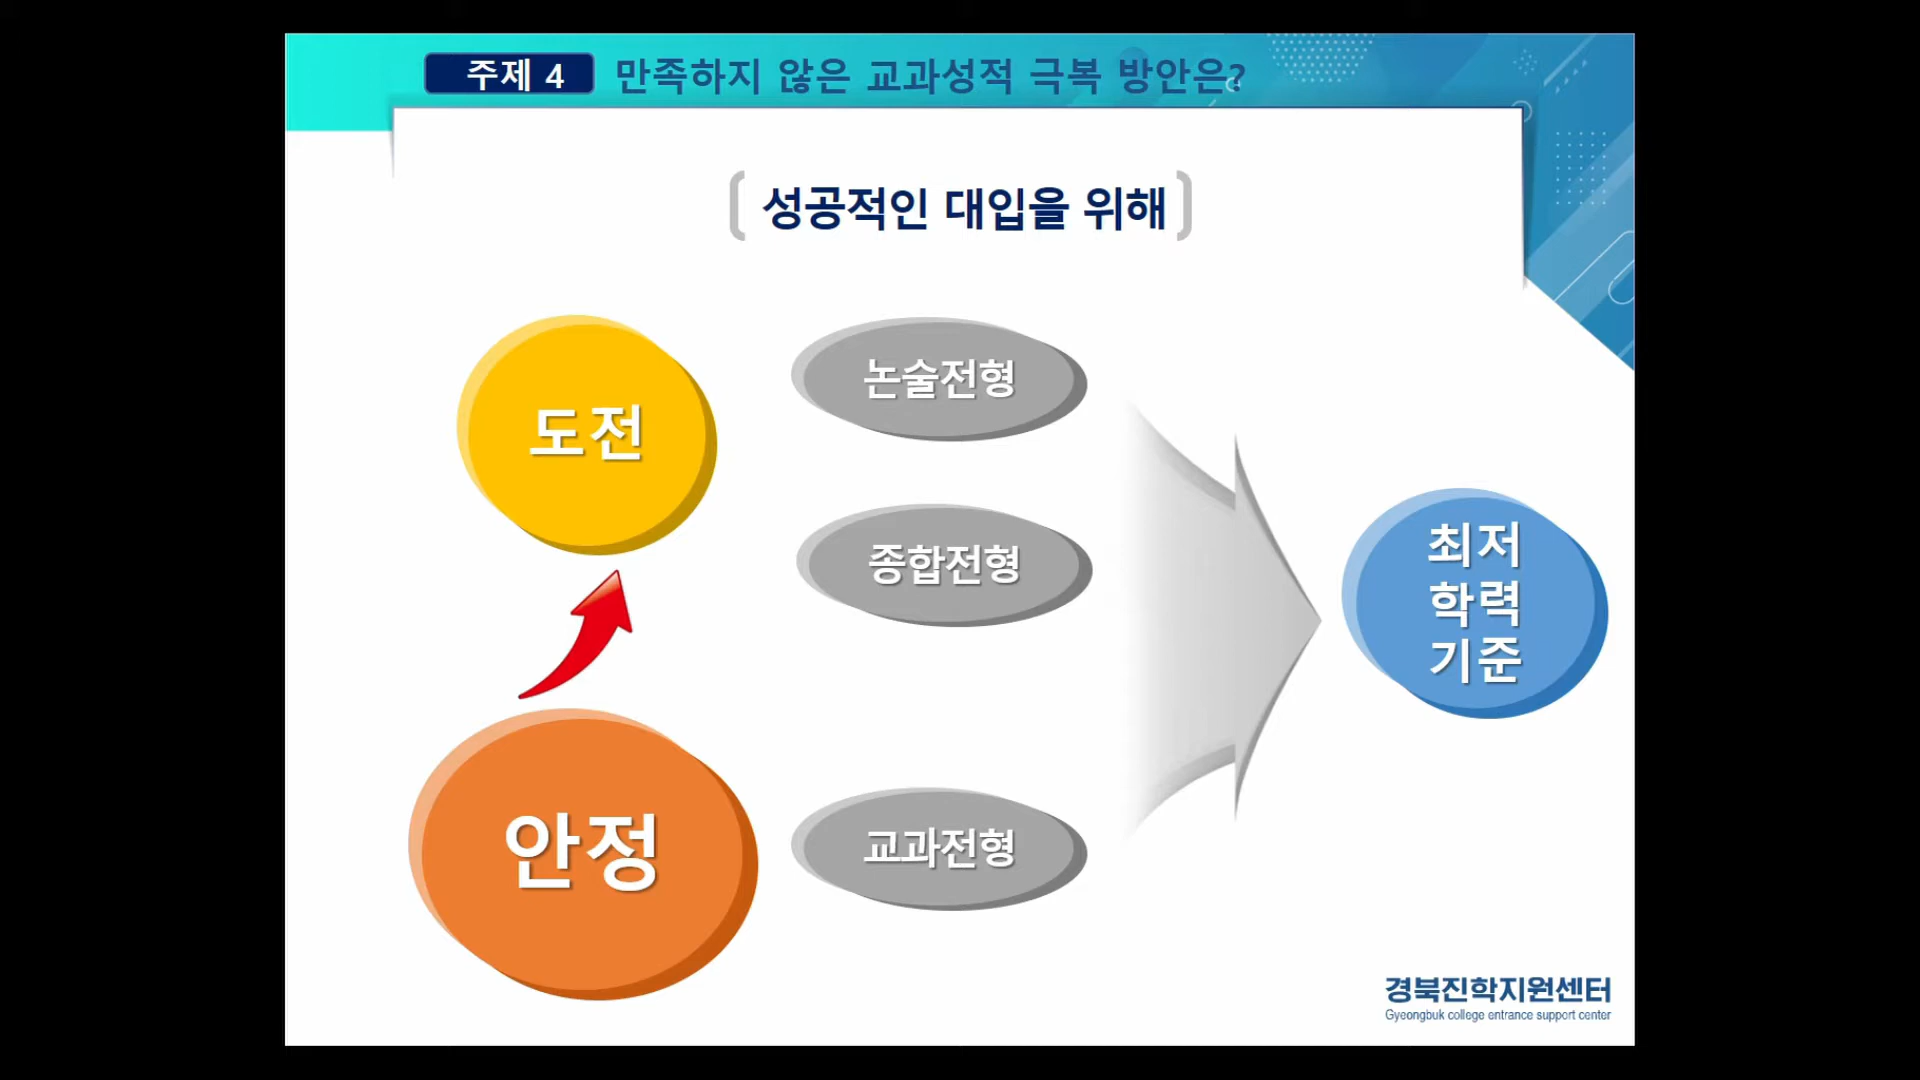 주제 4 만족하지 않은 교과성적 극복 방안은?
성공적인 대입을 위해
도전
논술전형
종합전형
안정
교과전형
최저
학력
기준
경북진학지원센터
Gyeongbuk college entrance support center